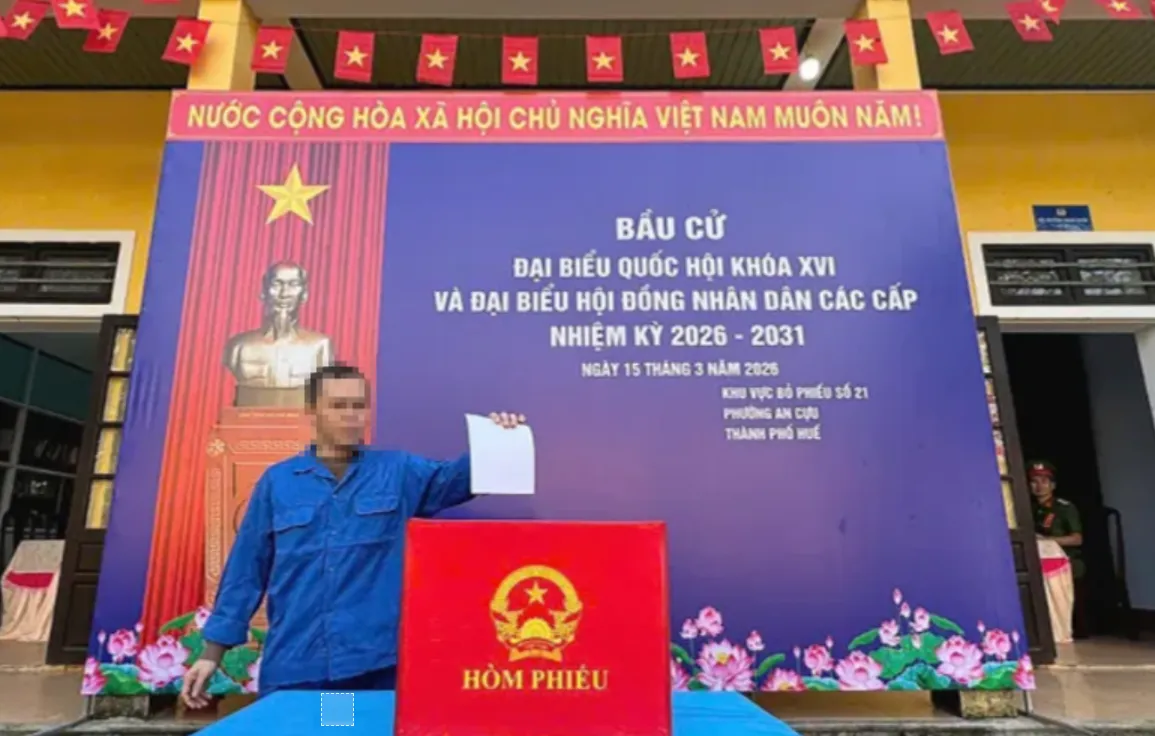 NƯỚC CỘNG HÒA XÃ HỘI CHỦ NGHĨA VIỆT NAM MUÔN NĂM!
BẦU CỬ
ĐẠI BIỂU QUỐC HỘI KHÓA XVI
VÀ ĐẠI BIỂU HỘI ĐỒNG NHÂN DÂN CÁC CẤP
NHIỆM KỲ 2026 - 2031
NGÀY 15 THÁNG 3 NĂM 2026
KHU VỰC BỎ PHIẾU SỐ 21
PHƯỜNG AN CỰU
THÀNH PHỐ HUẾ
HÒM PHIẾU